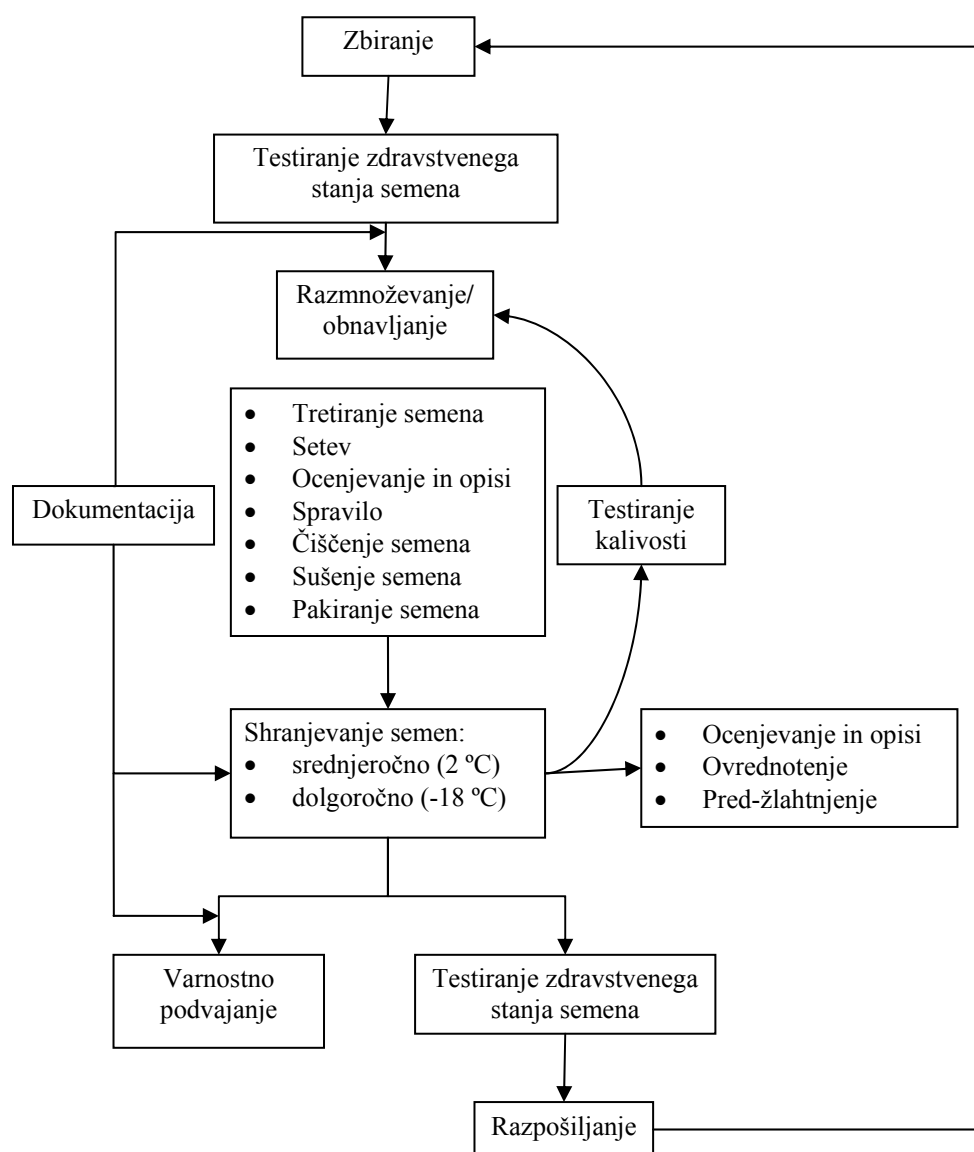 Zbiranje
Testiranje zdravstvenega
stanja semena
Razmnoževanje/
obnavljanje
• Tretiranje semena
• Setev
• Ocenjevanje in opisi
• Spravilo
• Čiščenje semena
• Sušenje semena
• Pakiranje semena
Dokumentacija
Testiranje
kalivosti
Shranjevanje semen:
• srednjeročno (2 ºC)
• dolgoročno (-18 ºC)
• Ocenjevanje in opisi
• Ovrednotenje
• Pred-žlahtnjenje
Varnostno
podvajanje
Testiranje zdravstvenega
stanja semena
Razpošiljanje